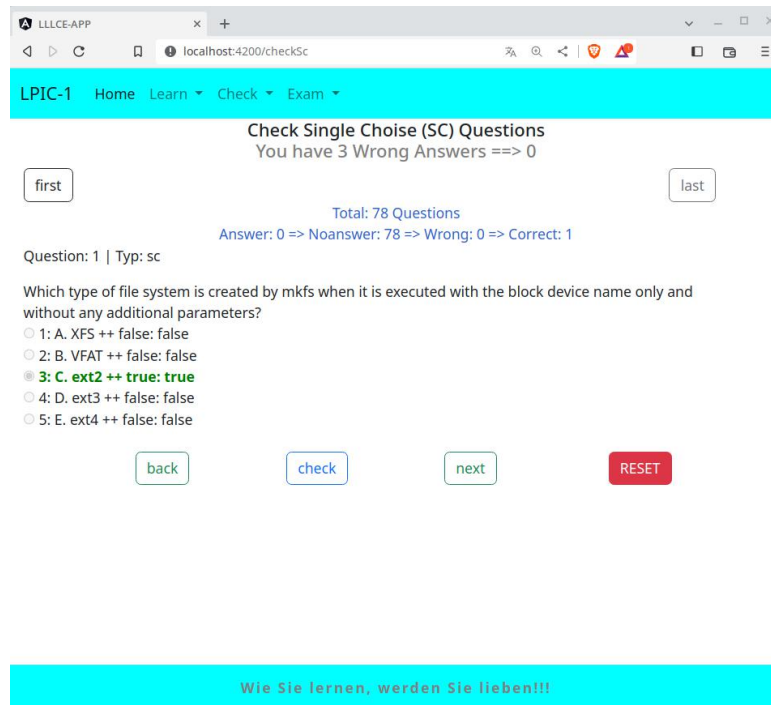 LLLCE-APP
localhost:4200/checkSc
LPIC-1 Home Learn Check Exam
Check Single Choise (SC) Questions
You have 3 Wrong Answers ==> 0
first
last
Total: 78 Questions
Answer: 0 => Noanswer: 78 => Wrong: 0 => Correct: 1
Question: 1 | Typ: sc
Which type of file system is created by mkfs when it is executed with the block device name only and
without any additional parameters?
1: A. XFS ++ false: false
2: B. VFAT ++ false: false
3: C. ext2 ++ true: true
4: D. ext3 ++ false: false
5: E. ext4 ++ false: false
back check next RESET
Wie Sie lernen, werden Sie lieben!!!